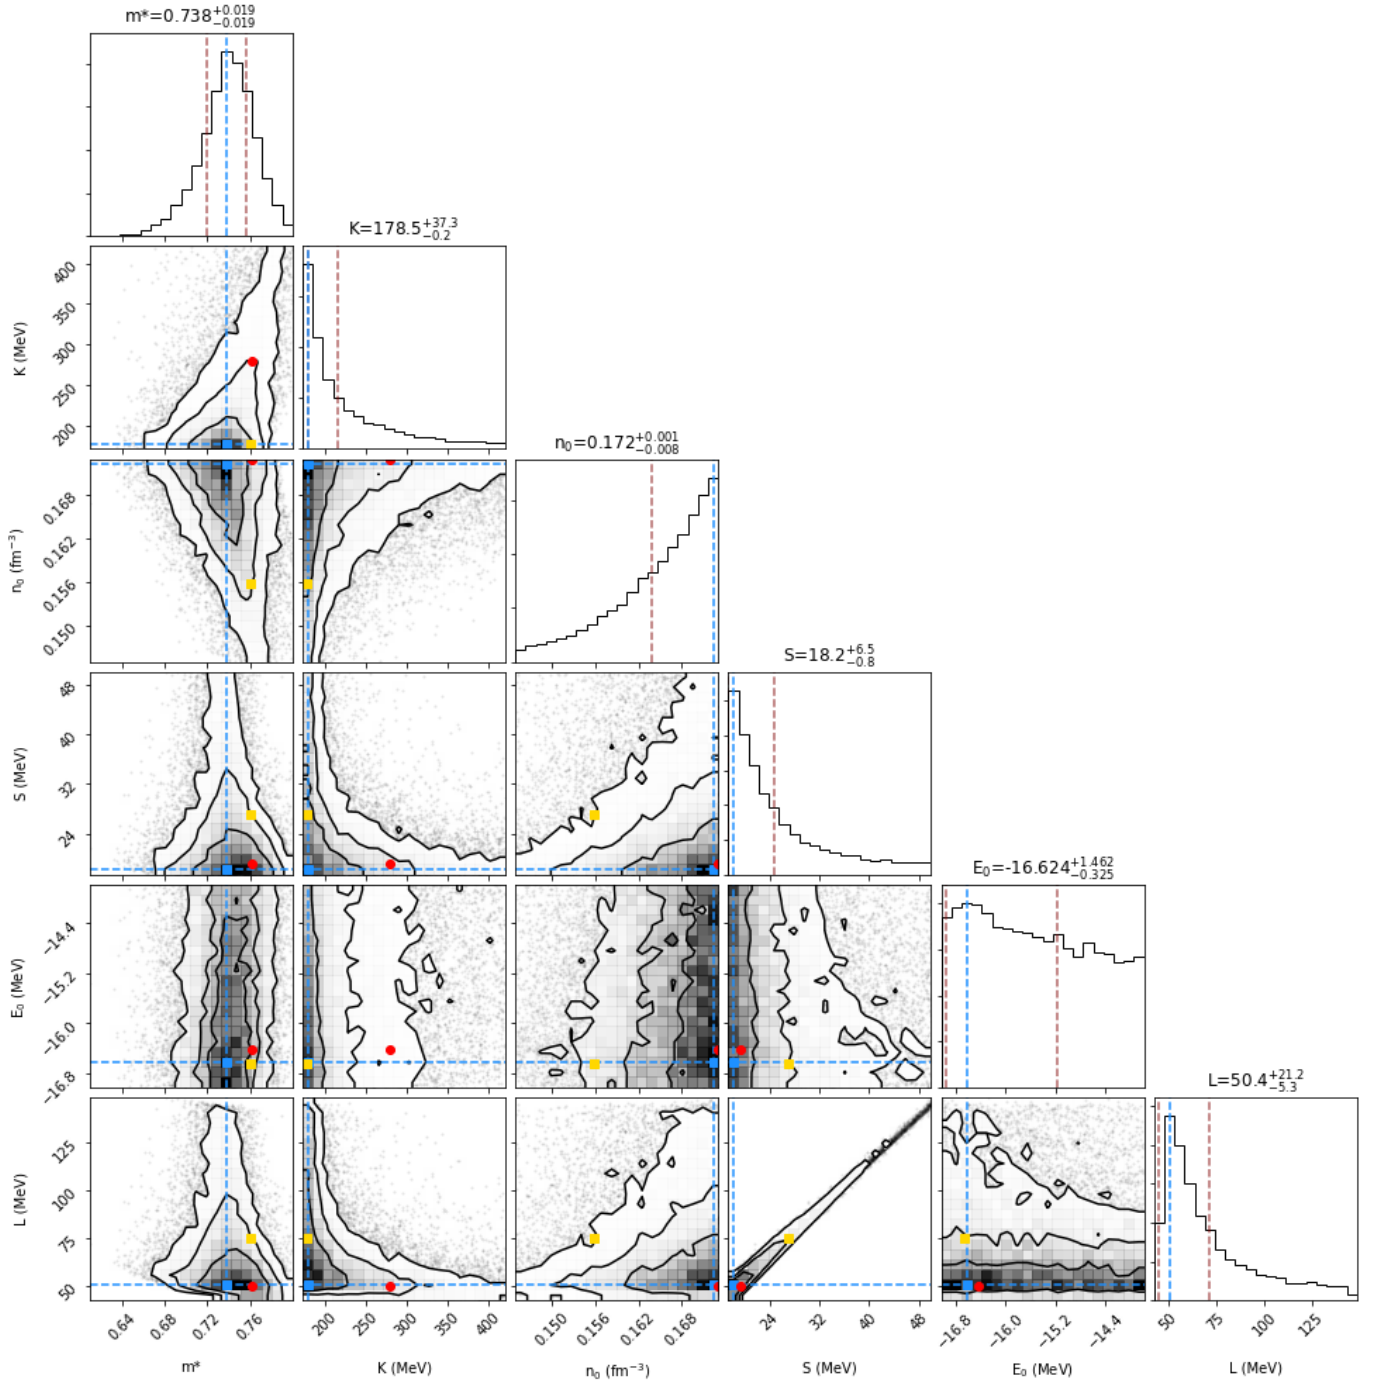 m*=0.738+0.019−0.019
K=178.5+37.3−0.2
400
350
300
250
200
K (MeV)
n0=0.172+0.001−0.008
0.168
0.162
0.156
0.150
n0 (fm−3)
S=18.2+6.5−0.8
48
40
32
24
S (MeV)
E0=-16.624+1.462−0.325
−14.4
−15.2
−16.0
−16.8
E0 (MeV)
L=50.4+21.2−5.3
125
100
75
50
L (MeV)
0.64 0.68 0.72 0.76 200 250 300 350 400 0.150 0.156 0.162 0.168 24 32 40 48 −16.8 −16.0 −15.2 −14.4 50 75 100 125
m* K (MeV) n0 (fm−3) S (MeV) E0 (MeV) L (MeV)